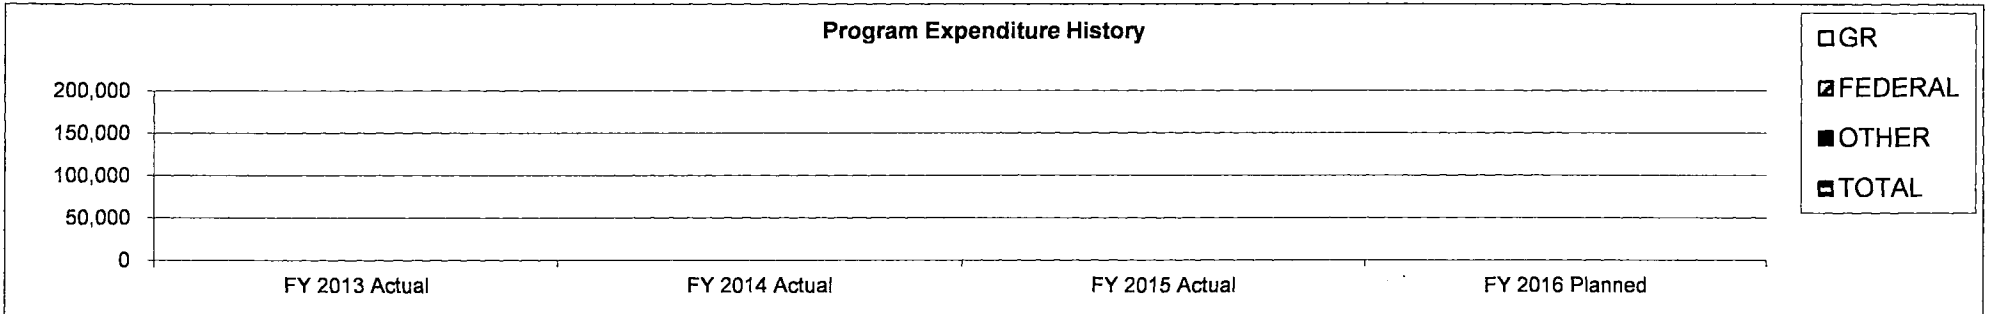 Program Expenditure History
GR
FEDERAL
OTHER
TOTAL
200,000
150,000
100,000
50,000
0
FY 2013 Actual
FY 2014 Actual
FY 2015 Actual
FY 2016 Planned